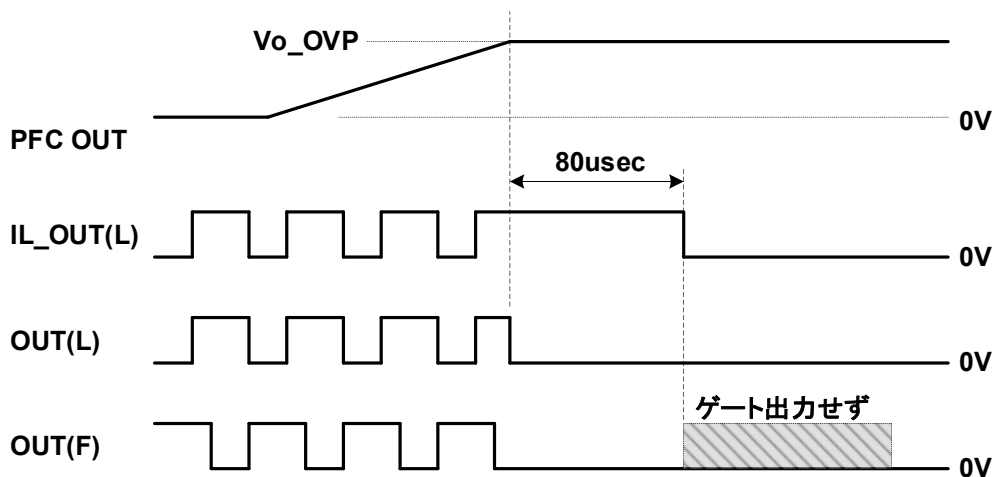 Vo_OVP
0V
PFC OUT
80usec
IL_OUT(L)
0V
OUT(L)
0V
ゲート出力せず
OUT(F)
0V